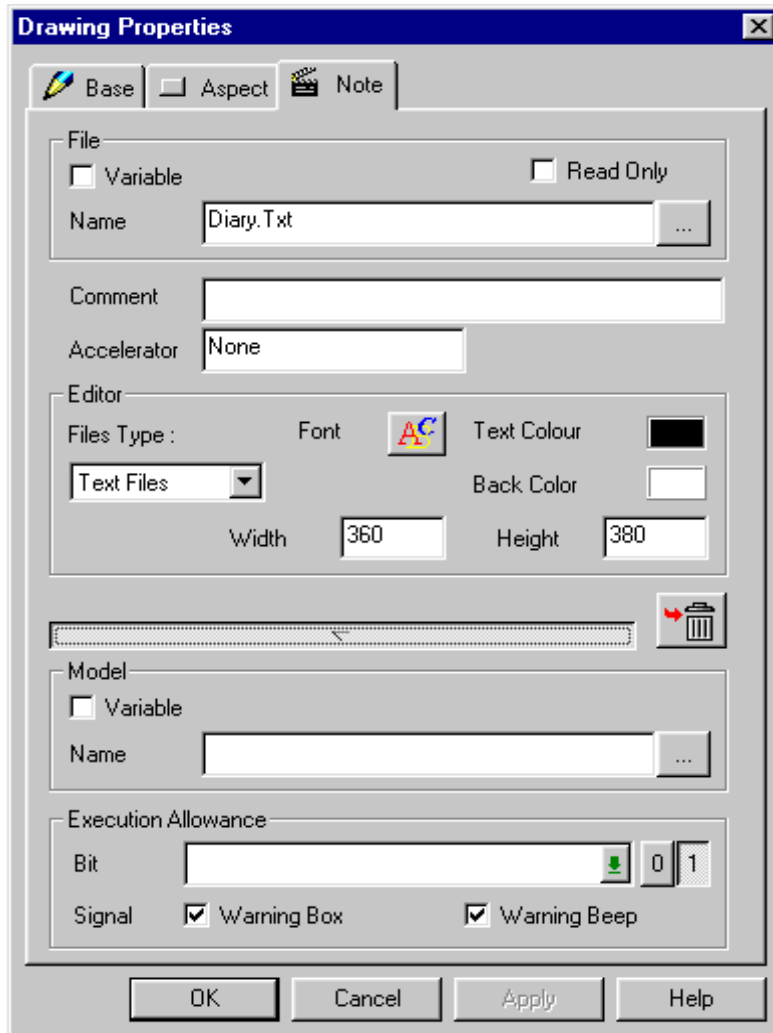 Drawing Properties
Base Aspect Note
File
Variable Read Only
Name Diary.Txt ...
Comment
Accelerator None
Editor
Files Type : Font Text Colour
Text Files Back Color
Width 360 Height 380
Model
Variable
Name ...
Execution Allowance
Bit 0 1
Signal Warning Box Warning Beep
OK Cancel Apply Help